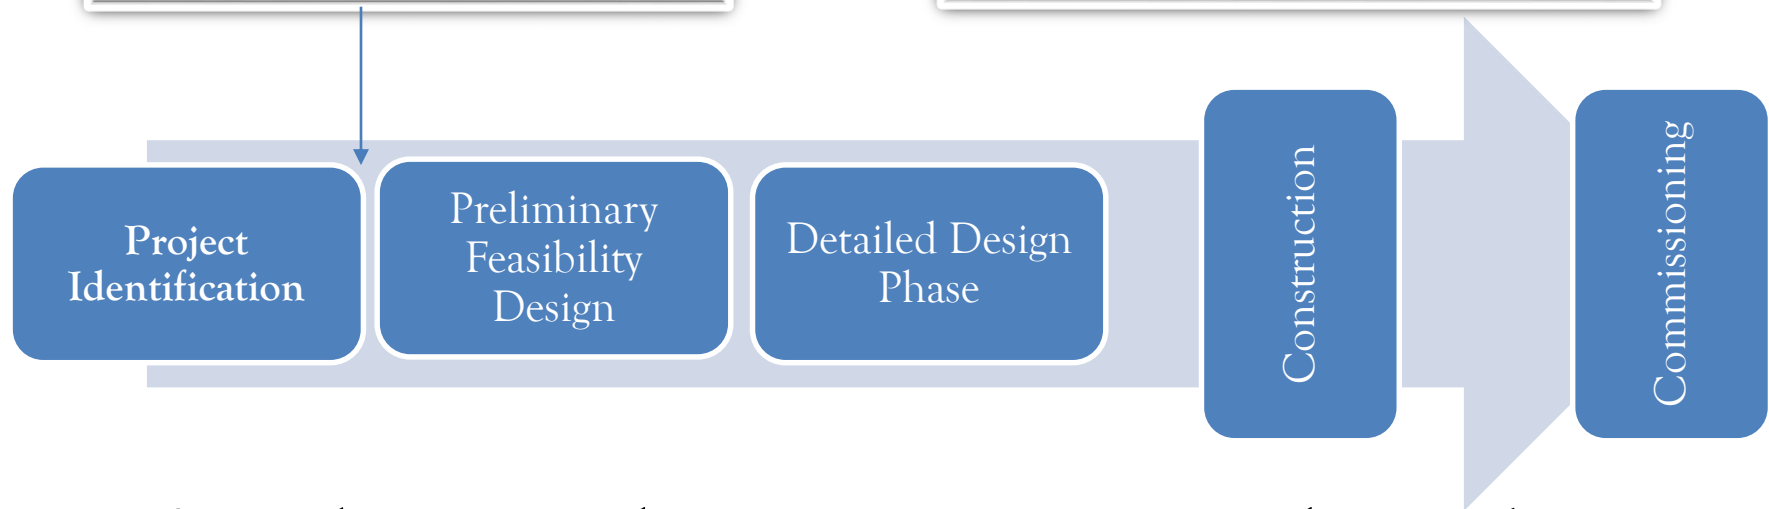 Project
Identification
Preliminary
Feasibility
Design
Detailed Design
Phase
Construction
Commissioning